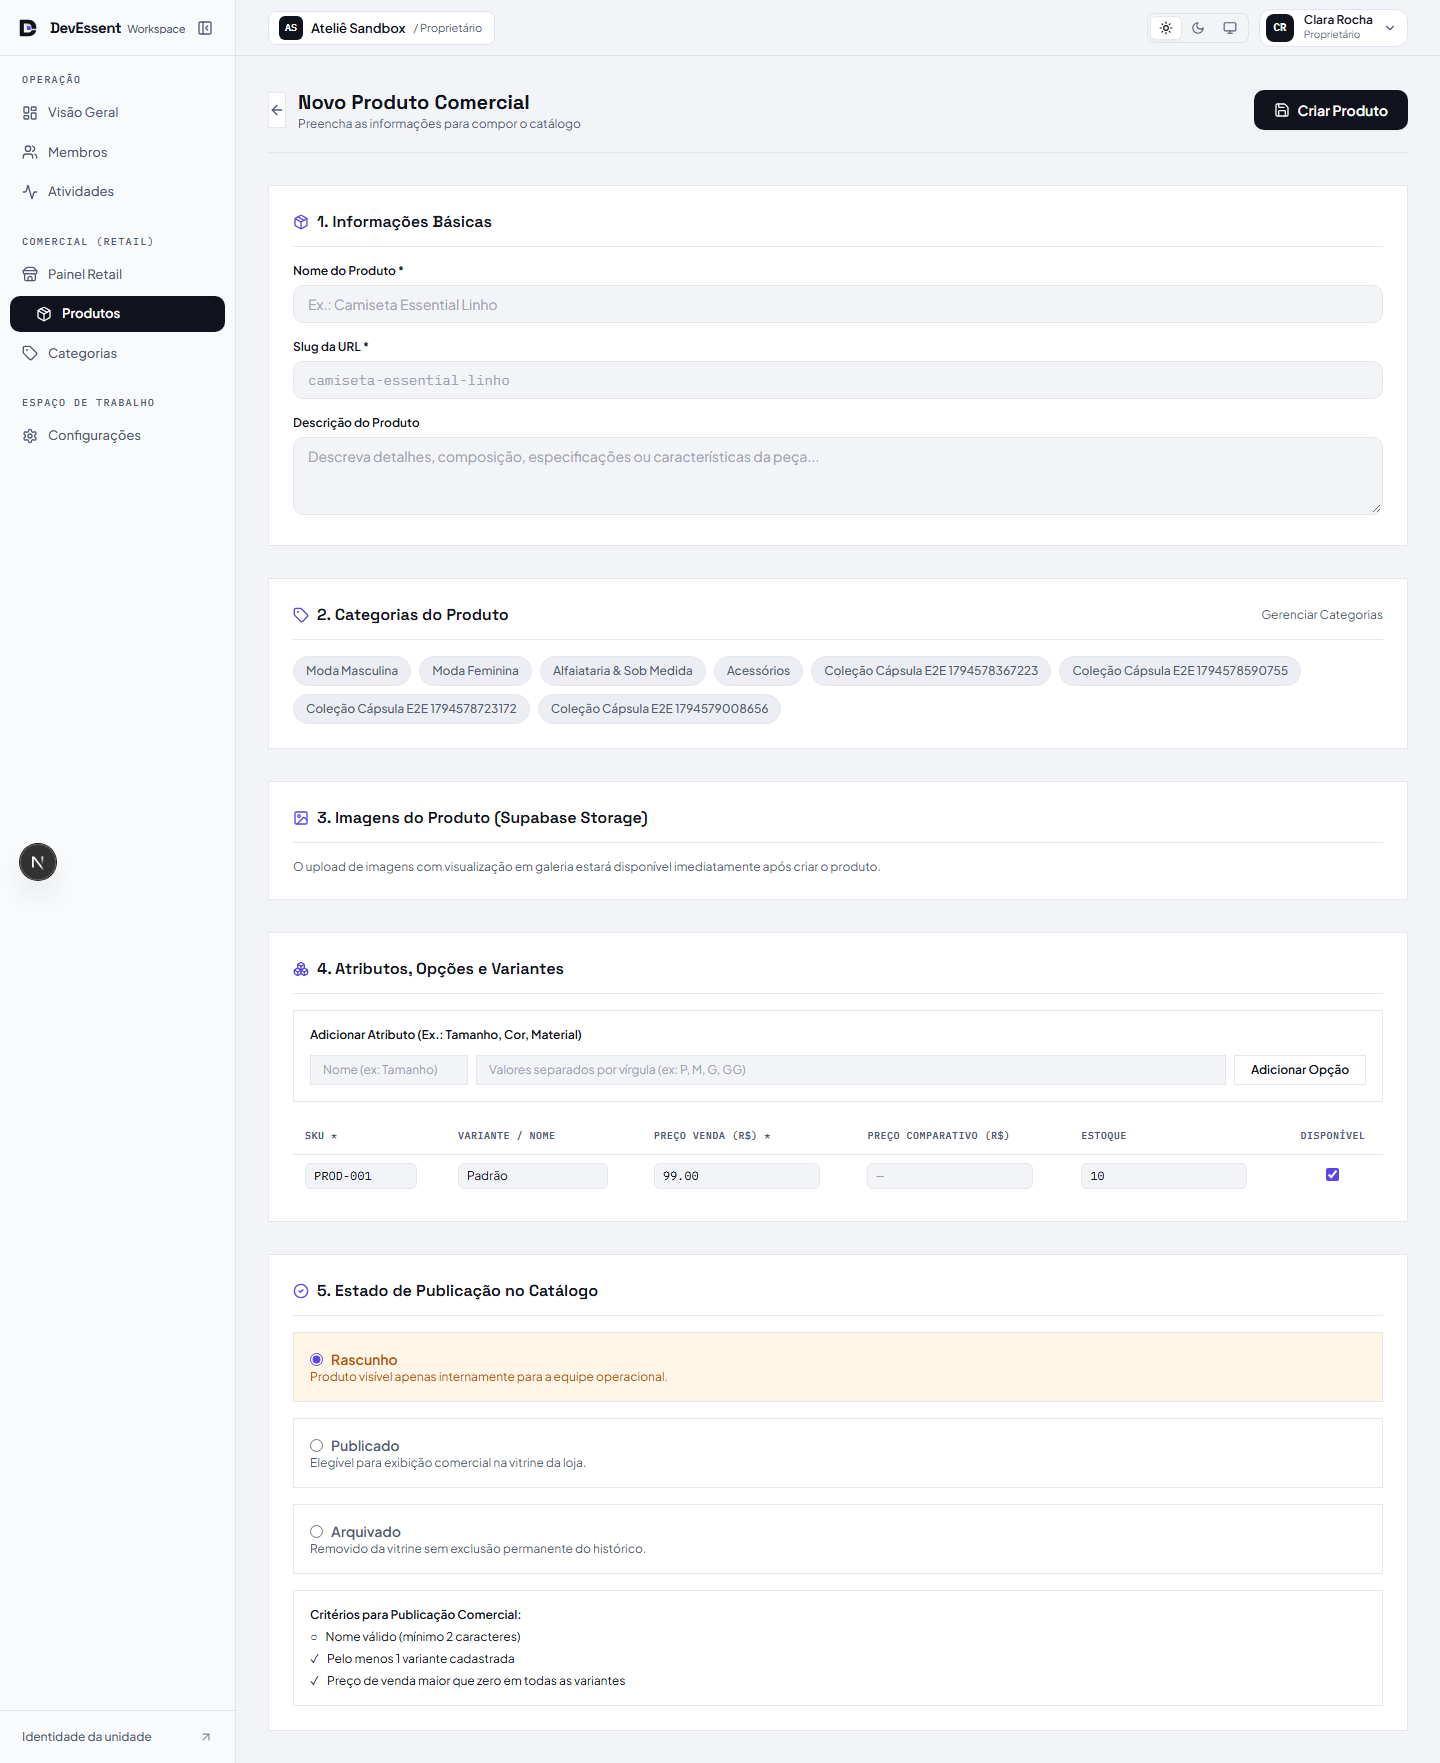 DevEssent Workspace
AS Ateliê Sandbox / Proprietário
CR Clara Rocha
Proprietário
OPERAÇÃO
Visão Geral
Membros
Atividades
COMERCIAL (RETAIL)
Painel Retail
Produtos
Categorias
ESPAÇO DE TRABALHO
Configurações
N
Identidade da unidade
Novo Produto Comercial
Preencha as informações para compor o catálogo
Criar Produto
1. Informações Básicas
Nome do Produto *
Ex.: Camiseta Essential Linho
Slug da URL *
camiseta-essential-linho
Descrição do Produto
Descreva detalhes, composição, especificações ou características da peça...
2. Categorias do Produto
Gerenciar Categorias
Moda Masculina
Moda Feminina
Alfaiataria & Sob Medida
Acessórios
Coleção Cápsula E2E 1794578367223
Coleção Cápsula E2E 1794578590755
Coleção Cápsula E2E 1794578723172
Coleção Cápsula E2E 1794579008656
3. Imagens do Produto (Supabase Storage)
O upload de imagens com visualização em galeria estará disponível imediatamente após criar o produto.
4. Atributos, Opções e Variantes
Adicionar Atributo (Ex.: Tamanho, Cor, Material)
Nome (ex: Tamanho)
Valores separados por vírgula (ex: P, M, G, GG)
Adicionar Opção
SKU * VARIANTE / NOME PREÇO VENDA (R$) * PREÇO COMPARATIVO (R$) ESTOQUE DISPONÍVEL
PROD-001 Padrão 99.00 — 10
5. Estado de Publicação no Catálogo
Rascunho
Produto visível apenas internamente para a equipe operacional.
Publicado
Elegível para exibição comercial na vitrine da loja.
Arquivado
Removido da vitrine sem exclusão permanente do histórico.
Critérios para Publicação Comercial:
○ Nome válido (mínimo 2 caracteres)
✓ Pelo menos 1 variante cadastrada
✓ Preço de venda maior que zero em todas as variantes